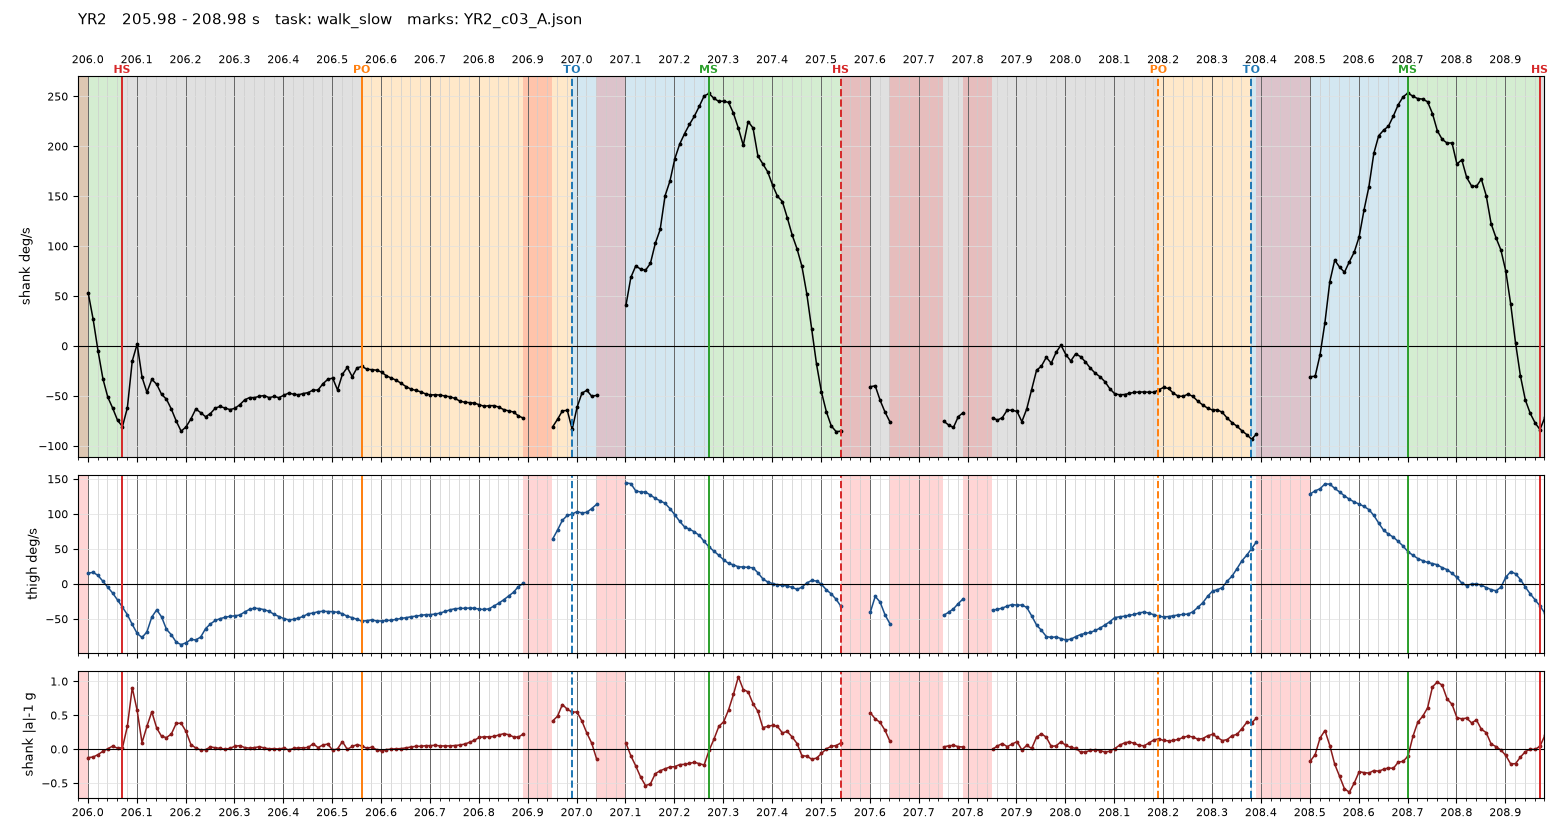 YR2 205.98 - 208.98 s task: walk_slow marks: YR2_c03_A.json
206.0 206.1 206.2 206.3 206.4 206.5 206.6 206.7 206.8 206.9 207.0 207.1 207.2 207.3 207.4 207.5 207.6 207.7 207.8 207.9 208.0 208.1 208.2 208.3 208.4 208.5 208.6 208.7 208.8 208.9
HS PO TO MS HS PO TO MS HS
250
200
150
100
50
0
−50
−100
shank deg/s
150
100
50
0
−50
thigh deg/s
1.0
0.5
0.0
−0.5
shank |a|-1 g
206.0 206.1 206.2 206.3 206.4 206.5 206.6 206.7 206.8 206.9 207.0 207.1 207.2 207.3 207.4 207.5 207.6 207.7 207.8 207.9 208.0 208.1 208.2 208.3 208.4 208.5 208.6 208.7 208.8 208.9